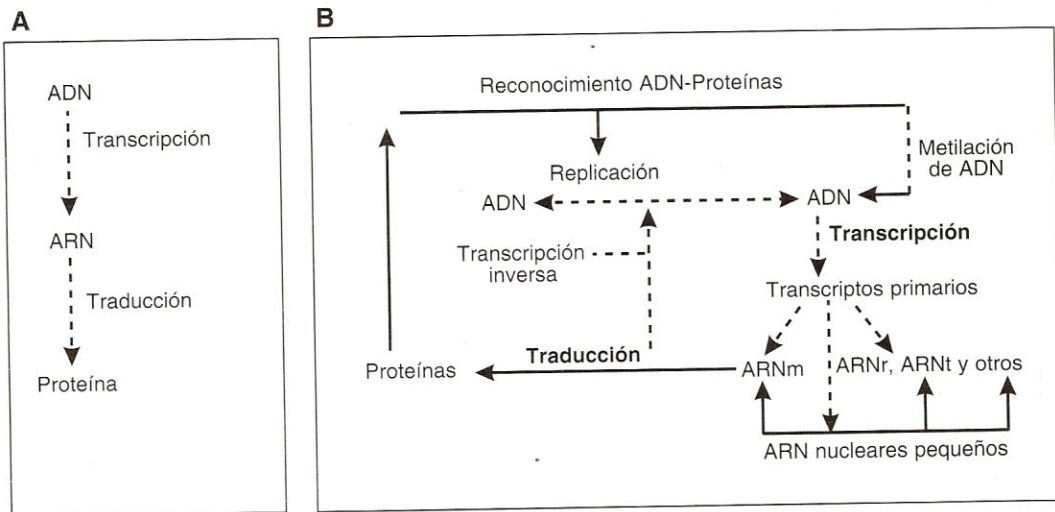 A
ADN
Transcripción
ARN
Traducción
Proteína
B
Reconocimiento ADN-Proteínas
Metilación
de ADN
Replicación
ADN
ADN
Transcripción
Transcripción
inversa
Transcriptos primarios
Traducción
Proteínas
ARNm
ARNr, ARNt y otros
ARN nucleares pequeños